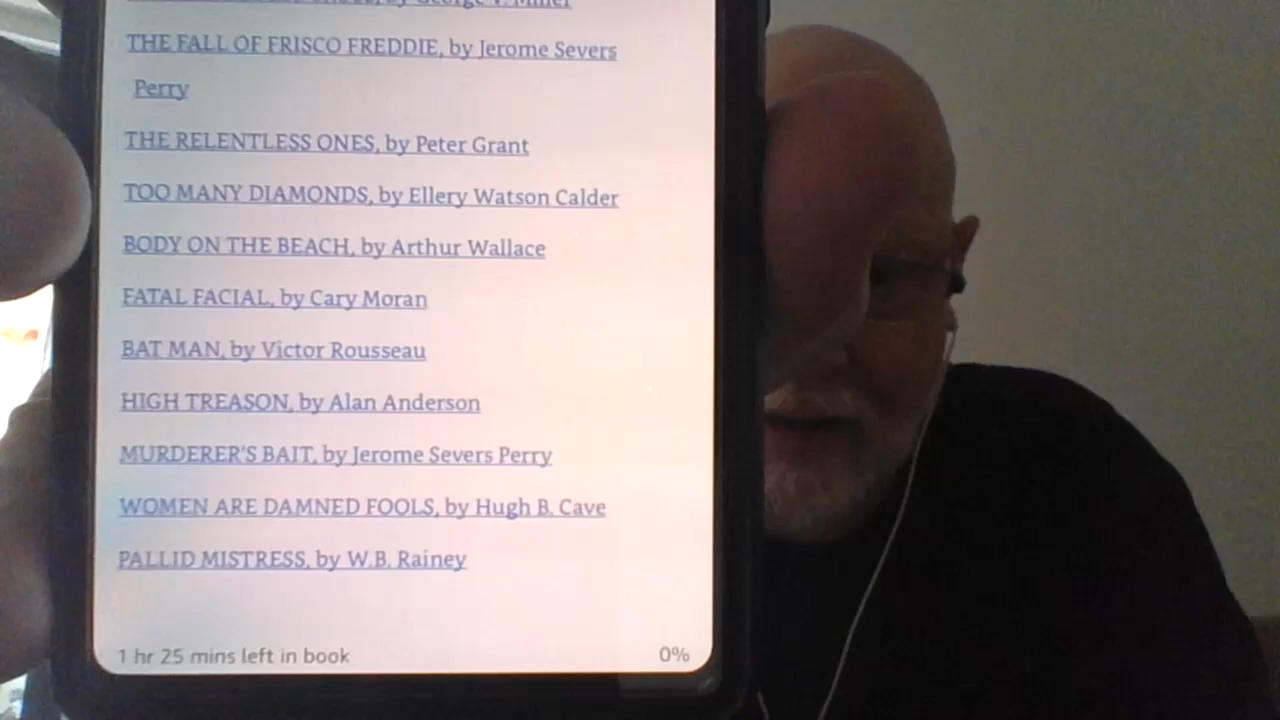 by George V. Miller
THE FALL OF FRISCO FREDDIE, by Jerome Severs
Perry
THE RELENTLESS ONES, by Peter Grant
TOO MANY DIAMONDS, by Ellery Watson Calder
BODY ON THE BEACH, by Arthur Wallace
FATAL FACIAL, by Cary Moran
BAT MAN, by Victor Rousseau
HIGH TREASON, by Alan Anderson
MURDERER'S BAIT, by Jerome Severs Perry
WOMEN ARE DAMNED FOOLS, by Hugh B. Cave
PALLID MISTRESS, by W.B. Rainey
1 hr 25 mins left in book
0%